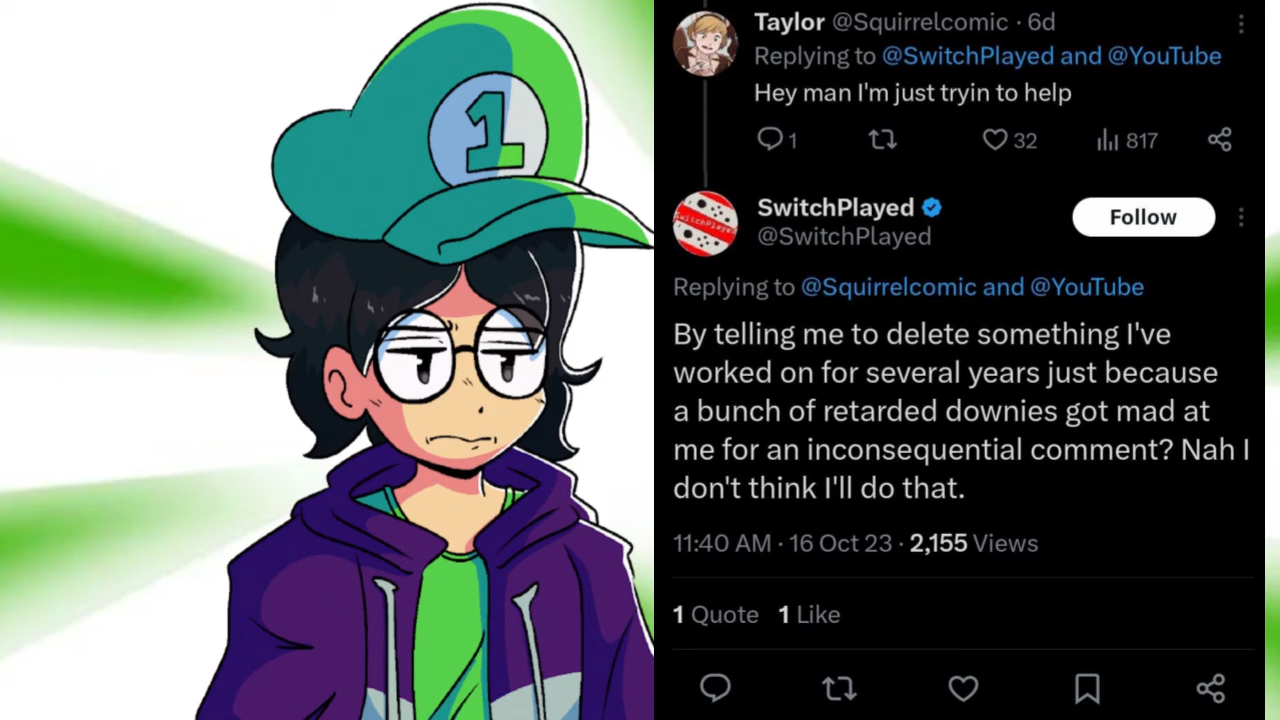 1
Taylor @Squirrelcomic · 6d
Replying to @SwitchPlayed and @YouTube
Hey man I'm just tryin to help
1 32 817
SwitchPlayed
@SwitchPlayed
Follow
SwitchPlayed
Replying to @Squirrelcomic and @YouTube
By telling me to delete something I've
worked on for several years just because
a bunch of retarded downies got mad at
me for an inconsequential comment? Nah I
don't think I'll do that.
11:40 AM · 16 Oct 23 · 2,155 Views
1 Quote 1 Like